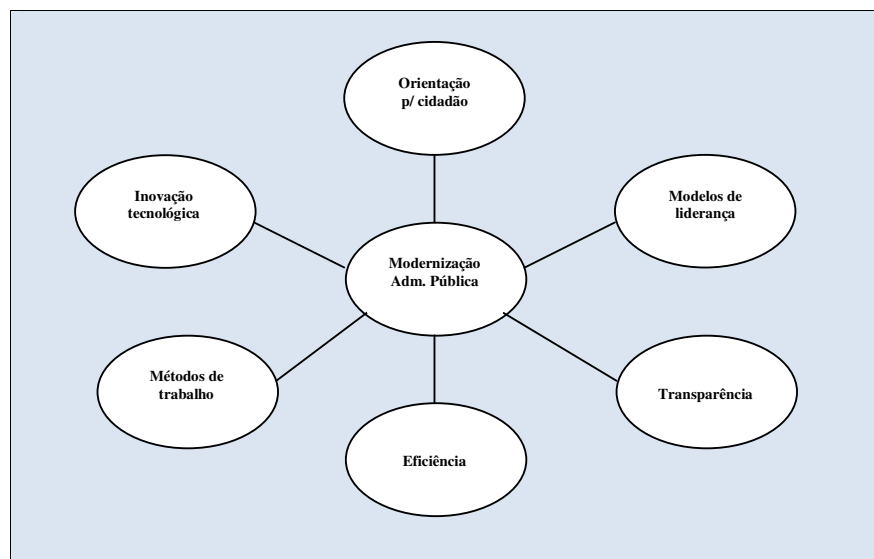 Orientação
p/ cidadão
Inovação
tecnológica
Modelos de
liderança
Modernização
Adm. Pública
Métodos de
trabalho
Transparência
Eficiência